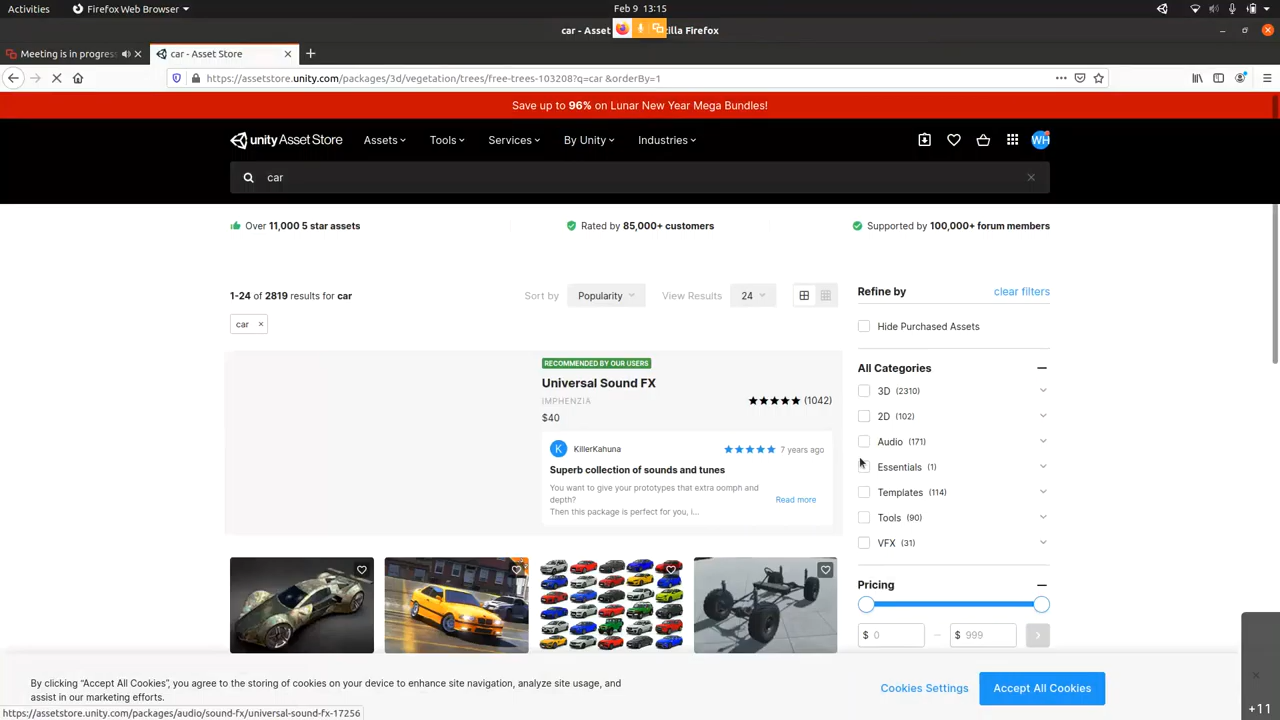 Activities Firefox Web Browser Feb 9 13:15
car - Asset zilla Firefox
Meeting is in progress car - Asset Store
https://assetstore.unity.com/packages/3d/vegetation/trees/free-trees-103208?q=car &orderBy=1
Save up to 96% on Lunar New Year Mega Bundles!
unity Asset Store Assets Tools Services By Unity Industries WH
car
Over 11,000 5 star assets Rated by 85,000+ customers Supported by 100,000+ forum members
1-24 of 2819 results for car Sort by Popularity View Results 24 Refine by clear filters
car × Hide Purchased Assets
RECOMMENDED BY OUR USERS
Universal Sound FX
IMPHENZIA (1042)
$40
K KillerKahuna 7 years ago
Superb collection of sounds and tunes
You want to give your prototypes that extra oomph and
depth? Read more
Then this package is perfect for you, i...
All Categories
3D (2310)
2D (102)
Audio (171)
Essentials (1)
Templates (114)
Tools (90)
VFX (31)
Pricing
$ 0 – $ 999
By clicking “Accept All Cookies”, you agree to the storing of cookies on your device to enhance site navigation, analyze site usage, and
assist in our marketing efforts.
Cookies Settings Accept All Cookies
https://assetstore.unity.com/packages/audio/sound-fx/universal-sound-fx-17256
+11